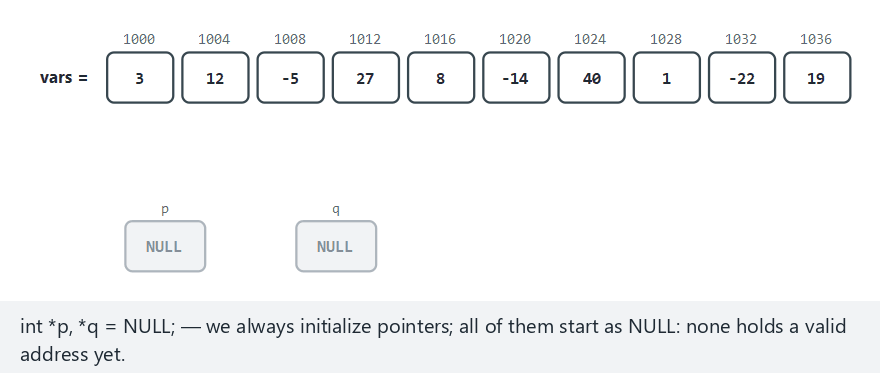 1000 1004 1008 1012 1016 1020 1024 1028 1032 1036
vars = 3 12 -5 27 8 -14 40 1 -22 19
p q
NULL NULL
int *p, *q = NULL; — we always initialize pointers; all of them start as NULL: none holds a valid
address yet.